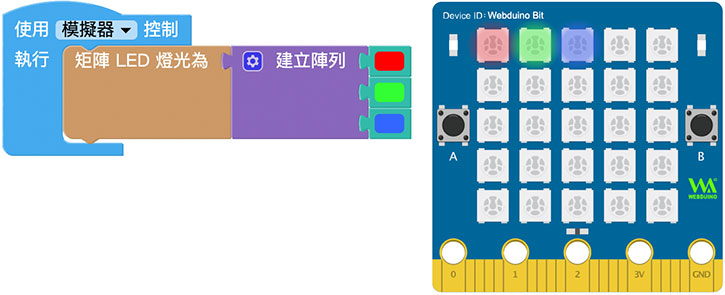 使用 模擬器 控制
執行 矩陣 LED 燈光為 建立陣列
Device ID: Webduino Bit
A
B
WEBDUINO
0 1 2 3V GND